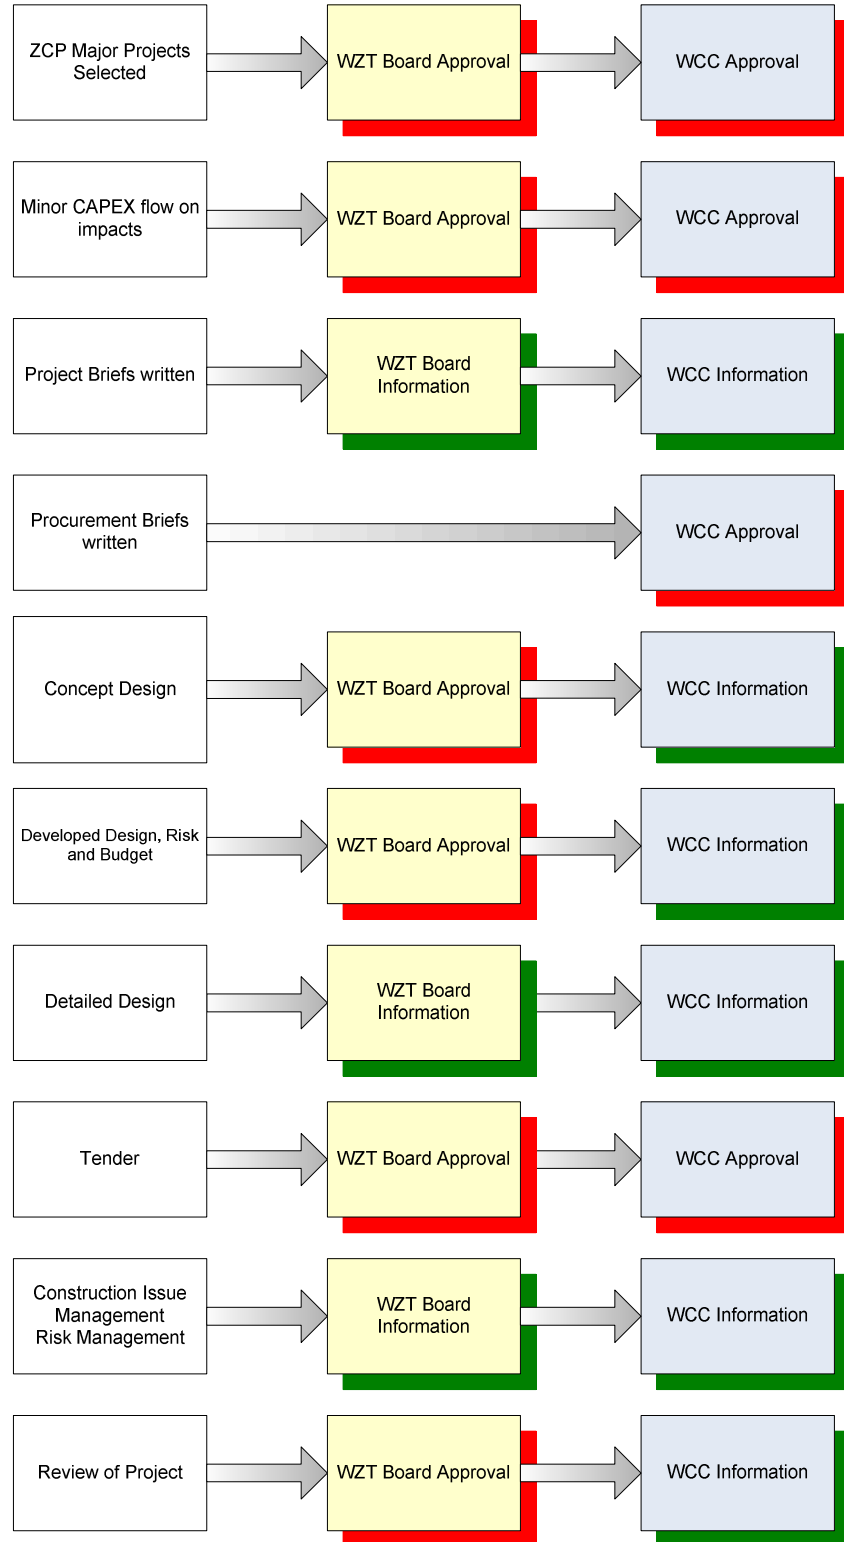 ZCP Major Projects
Selected
WZT Board Approval
WCC Approval
Minor CAPEX flow on
impacts
WZT Board Approval
WCC Approval
Project Briefs written
WZT Board
Information
WCC Information
Procurement Briefs
written
WCC Approval
Concept Design
WZT Board Approval
WCC Information
Developed Design, Risk
and Budget
WZT Board Approval
WCC Information
Detailed Design
WZT Board
Information
WCC Information
Tender
WZT Board Approval
WCC Approval
Construction Issue
Management
Risk Management
WZT Board
Information
WCC Information
Review of Project
WZT Board Approval
WCC Information